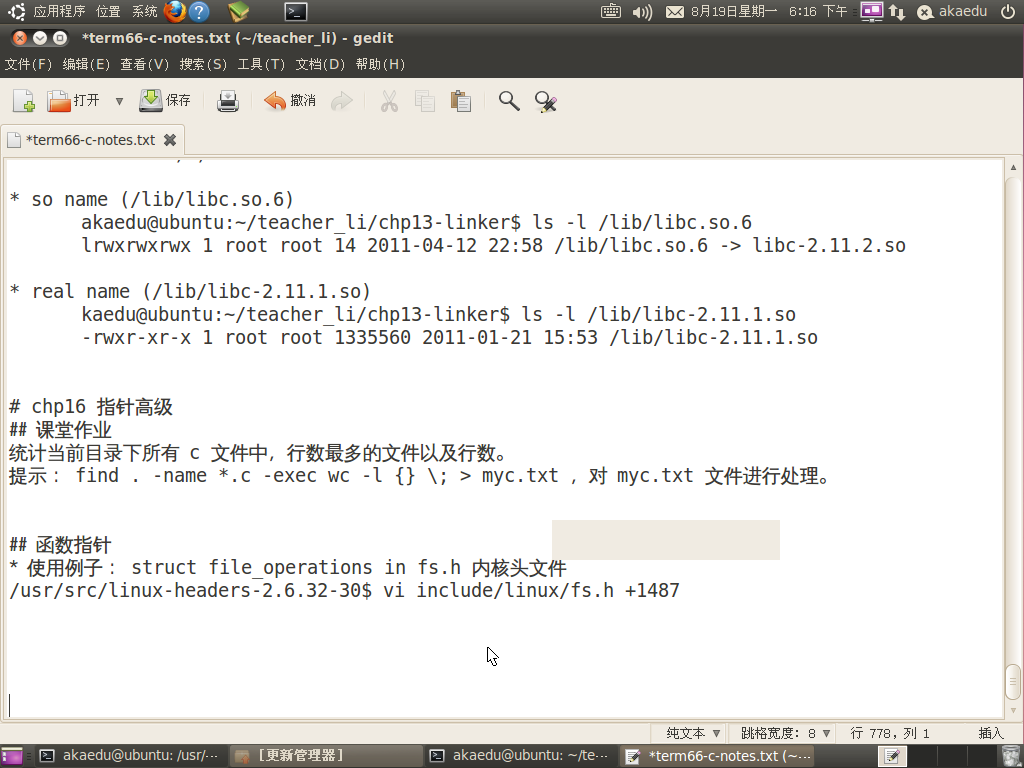 应用程序 位置 系统 8月19日星期一 6:16 下午 akaedu
*term66-c-notes.txt (~/teacher_li) - gedit
文件(F) 编辑(E) 查看(V) 搜索(S) 工具(T) 文档(D) 帮助(H)
打开 保存 撤消
*term66-c-notes.txt
* so name (/lib/libc.so.6)
akaedu@ubuntu:~/teacher_li/chp13-linker$ ls -l /lib/libc.so.6
lrwxrwxrwx 1 root root 14 2011-04-12 22:58 /lib/libc.so.6 -> libc-2.11.2.so
* real name (/lib/libc-2.11.1.so)
kaedu@ubuntu:~/teacher_li/chp13-linker$ ls -l /lib/libc-2.11.1.so
-rwxr-xr-x 1 root root 1335560 2011-01-21 15:53 /lib/libc-2.11.1.so
# chp16 指针高级
## 课堂作业
统计当前目录下所有 c 文件中，行数最多的文件以及行数。
提示： find . -name *.c -exec wc -l {} \; > myc.txt ，对 myc.txt 文件进行处理。
## 函数指针
* 使用例子： struct file_operations in fs.h 内核头文件
/usr/src/linux-headers-2.6.32-30$ vi include/linux/fs.h +1487
纯文本 跳格宽度: 8 行 778，列 1 插入
akaedu@ubuntu: /usr/··· [更新管理器] akaedu@ubuntu: ~/te··· *term66-c-notes.txt (~···